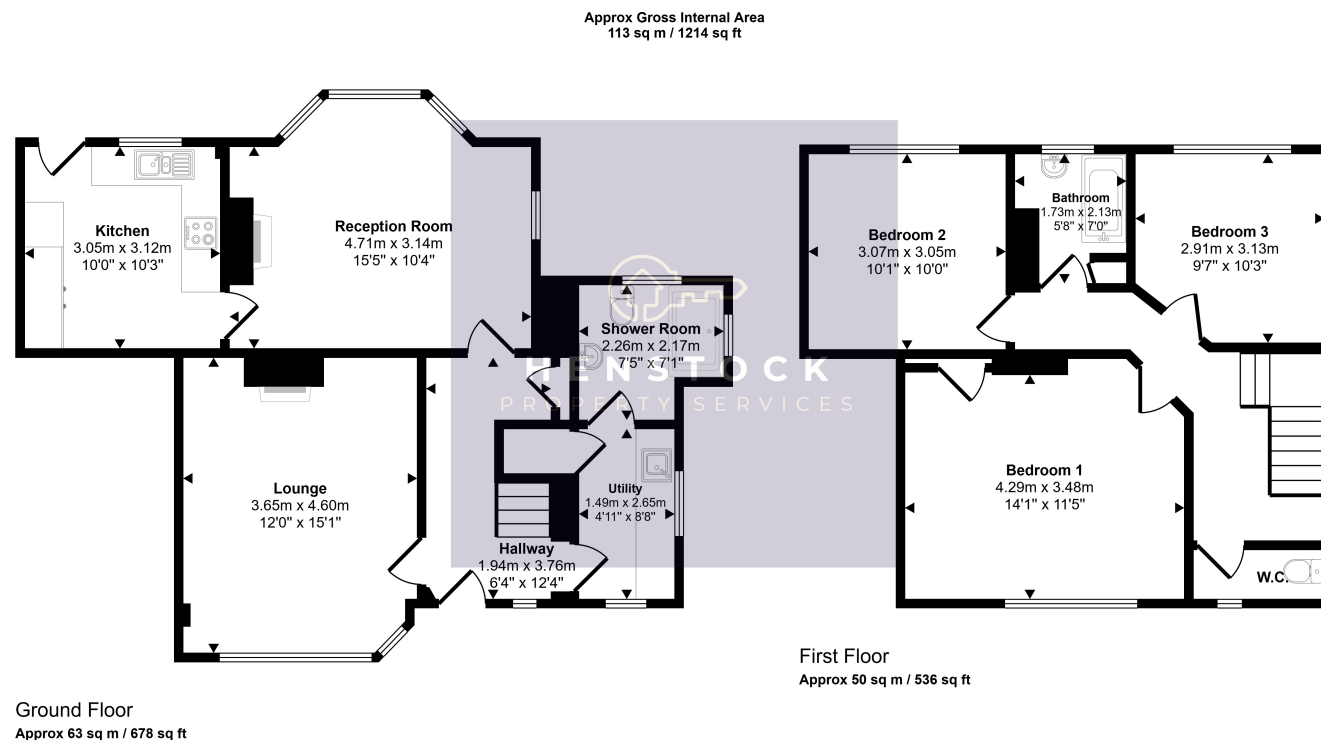 Approx Gross Internal Area
113 sq m / 1214 sq ft
Kitchen
3.05m x 3.12m
10'0" x 10'3"
Reception Room
4.71m x 3.14m
15'5" x 10'4"
Shower Room
2.26m x 2.17m
7'5" x 7'1"
HENSTOCK
PROPERTY SERVICES
Lounge
3.65m x 4.60m
12'0" x 15'1"
Utility
1.49m x 2.65m
4'11" x 8'8"
Hallway
1.94m x 3.76m
6'4" x 12'4"
Ground Floor
Approx 63 sq m / 678 sq ft
Bedroom 2
3.07m x 3.05m
10'1" x 10'0"
Bathroom
1.73m x 2.13m
5'8" x 7'0"
Bedroom 3
2.91m x 3.13m
9'7" x 10'3"
Bedroom 1
4.29m x 3.48m
14'1" x 11'5"
W.C.
First Floor
Approx 50 sq m / 536 sq ft